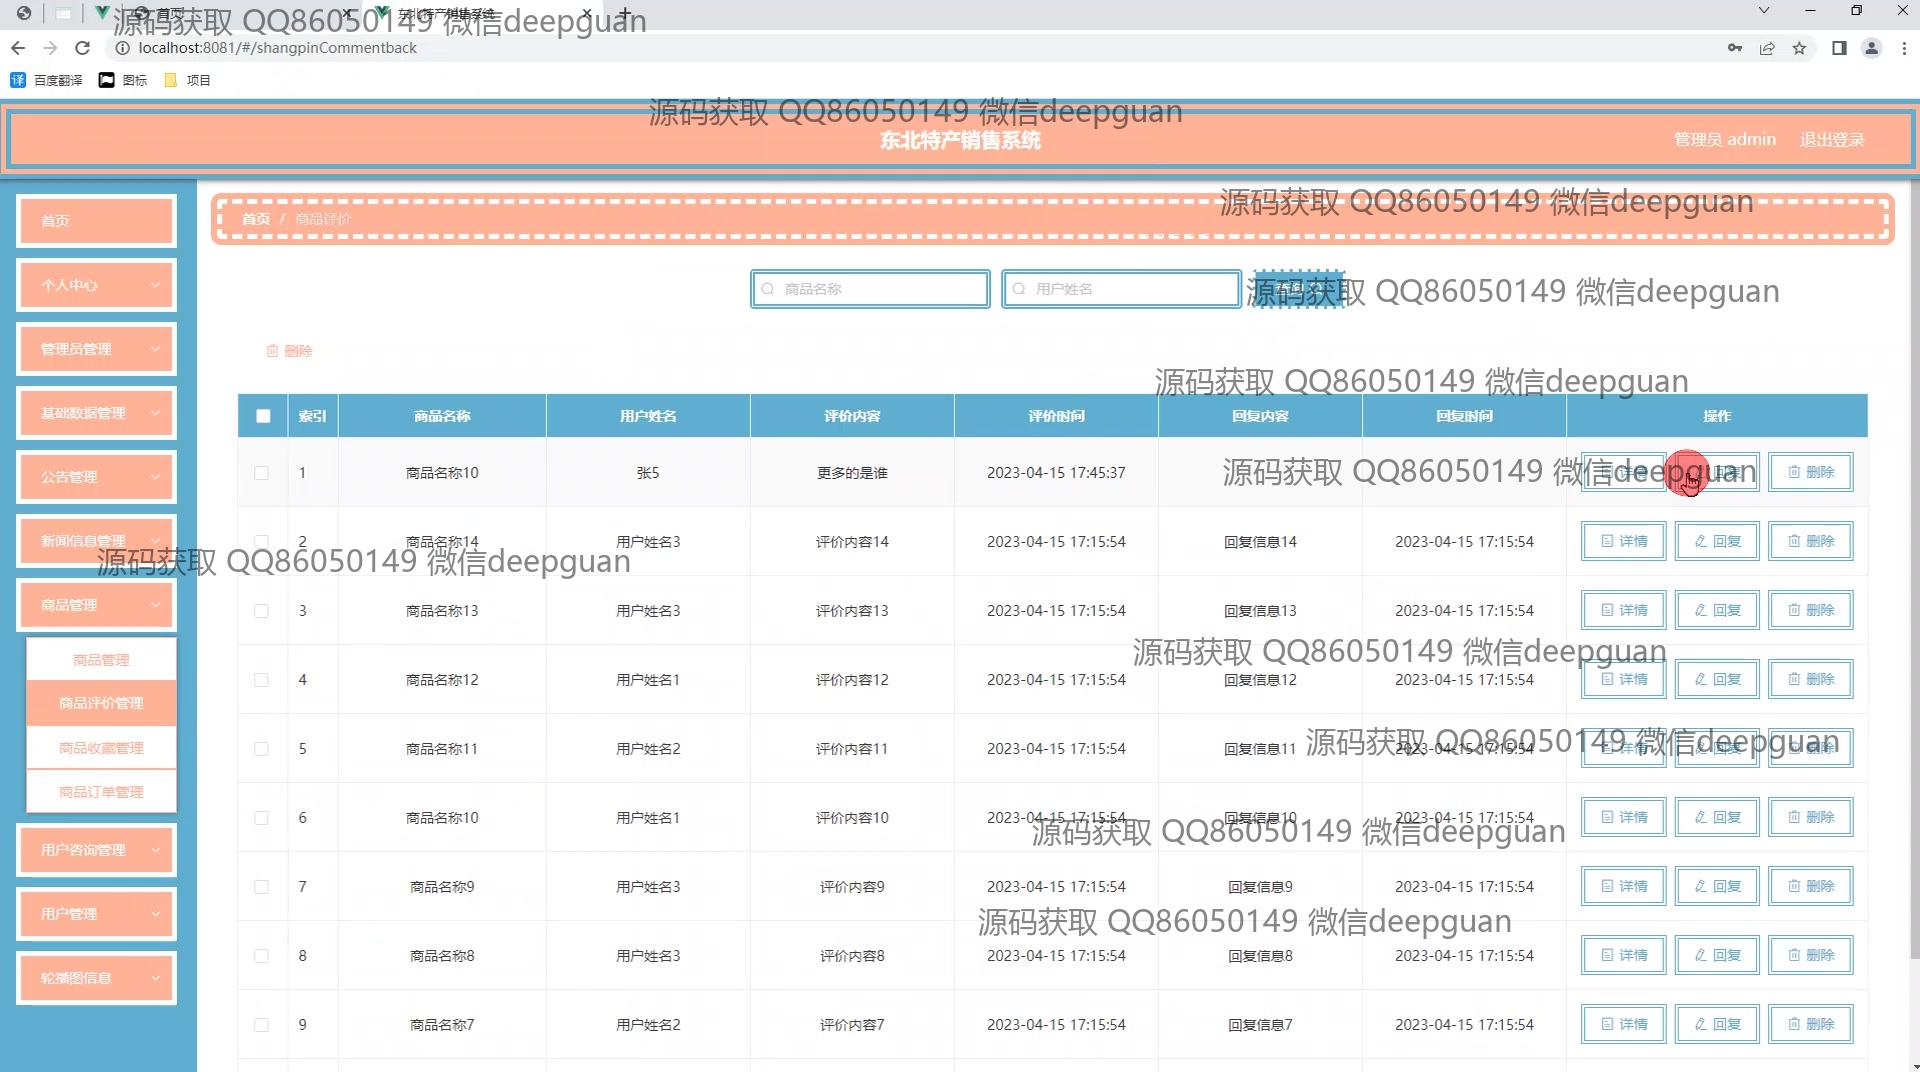 首页
东北特产销售系统
源码获取 QQ86050149 微信deepguan
localhost:8081/#/shangpinCommentback
百度翻译 图标 项目
源码获取 QQ86050149 微信deepguan
东北特产销售系统
管理员 admin 退出登录
首页
个人中心
管理员管理
基础数据管理
公告管理
新闻信息管理
商品管理
商品管理
商品评价管理
商品收藏管理
商品订单管理
用户咨询管理
用户管理
轮播图信息
源码获取 QQ86050149 微信deepguan
首页 / 商品评价
源码获取 QQ86050149 微信deepguan
商品名称 用户姓名
源码获取 QQ86050149 微信deepguan
删除
源码获取 QQ86050149 微信deepguan
索引 商品名称 用户姓名 评价内容 评价时间 回复内容 回复时间 操作
1 商品名称10 张5 更多的是谁 2023-04-15 17:45:37 详情 回复 删除
源码获取 QQ86050149 微信deepguan
2 商品名称14 用户姓名3 评价内容14 2023-04-15 17:15:54 回复信息14 2023-04-15 17:15:54 详情 回复 删除
3 商品名称13 用户姓名3 评价内容13 2023-04-15 17:15:54 回复信息13 2023-04-15 17:15:54 详情 回复 删除
源码获取 QQ86050149 微信deepguan
4 商品名称12 用户姓名1 评价内容12 2023-04-15 17:15:54 回复信息12 2023-04-15 17:15:54 详情 回复 删除
5 商品名称11 用户姓名2 评价内容11 2023-04-15 17:15:54 回复信息11 2023-04-15 17:15:54 详情 回复 删除
源码获取 QQ86050149 微信deepguan
6 商品名称10 用户姓名1 评价内容10 2023-04-15 17:15:54 回复信息10 2023-04-15 17:15:54 详情 回复 删除
源码获取 QQ86050149 微信deepguan
7 商品名称9 用户姓名3 评价内容9 2023-04-15 17:15:54 回复信息9 2023-04-15 17:15:54 详情 回复 删除
源码获取 QQ86050149 微信deepguan
8 商品名称8 用户姓名3 评价内容8 2023-04-15 17:15:54 回复信息8 2023-04-15 17:15:54 详情 回复 删除
9 商品名称7 用户姓名2 评价内容7 2023-04-15 17:15:54 回复信息7 2023-04-15 17:15:54 详情 回复 删除